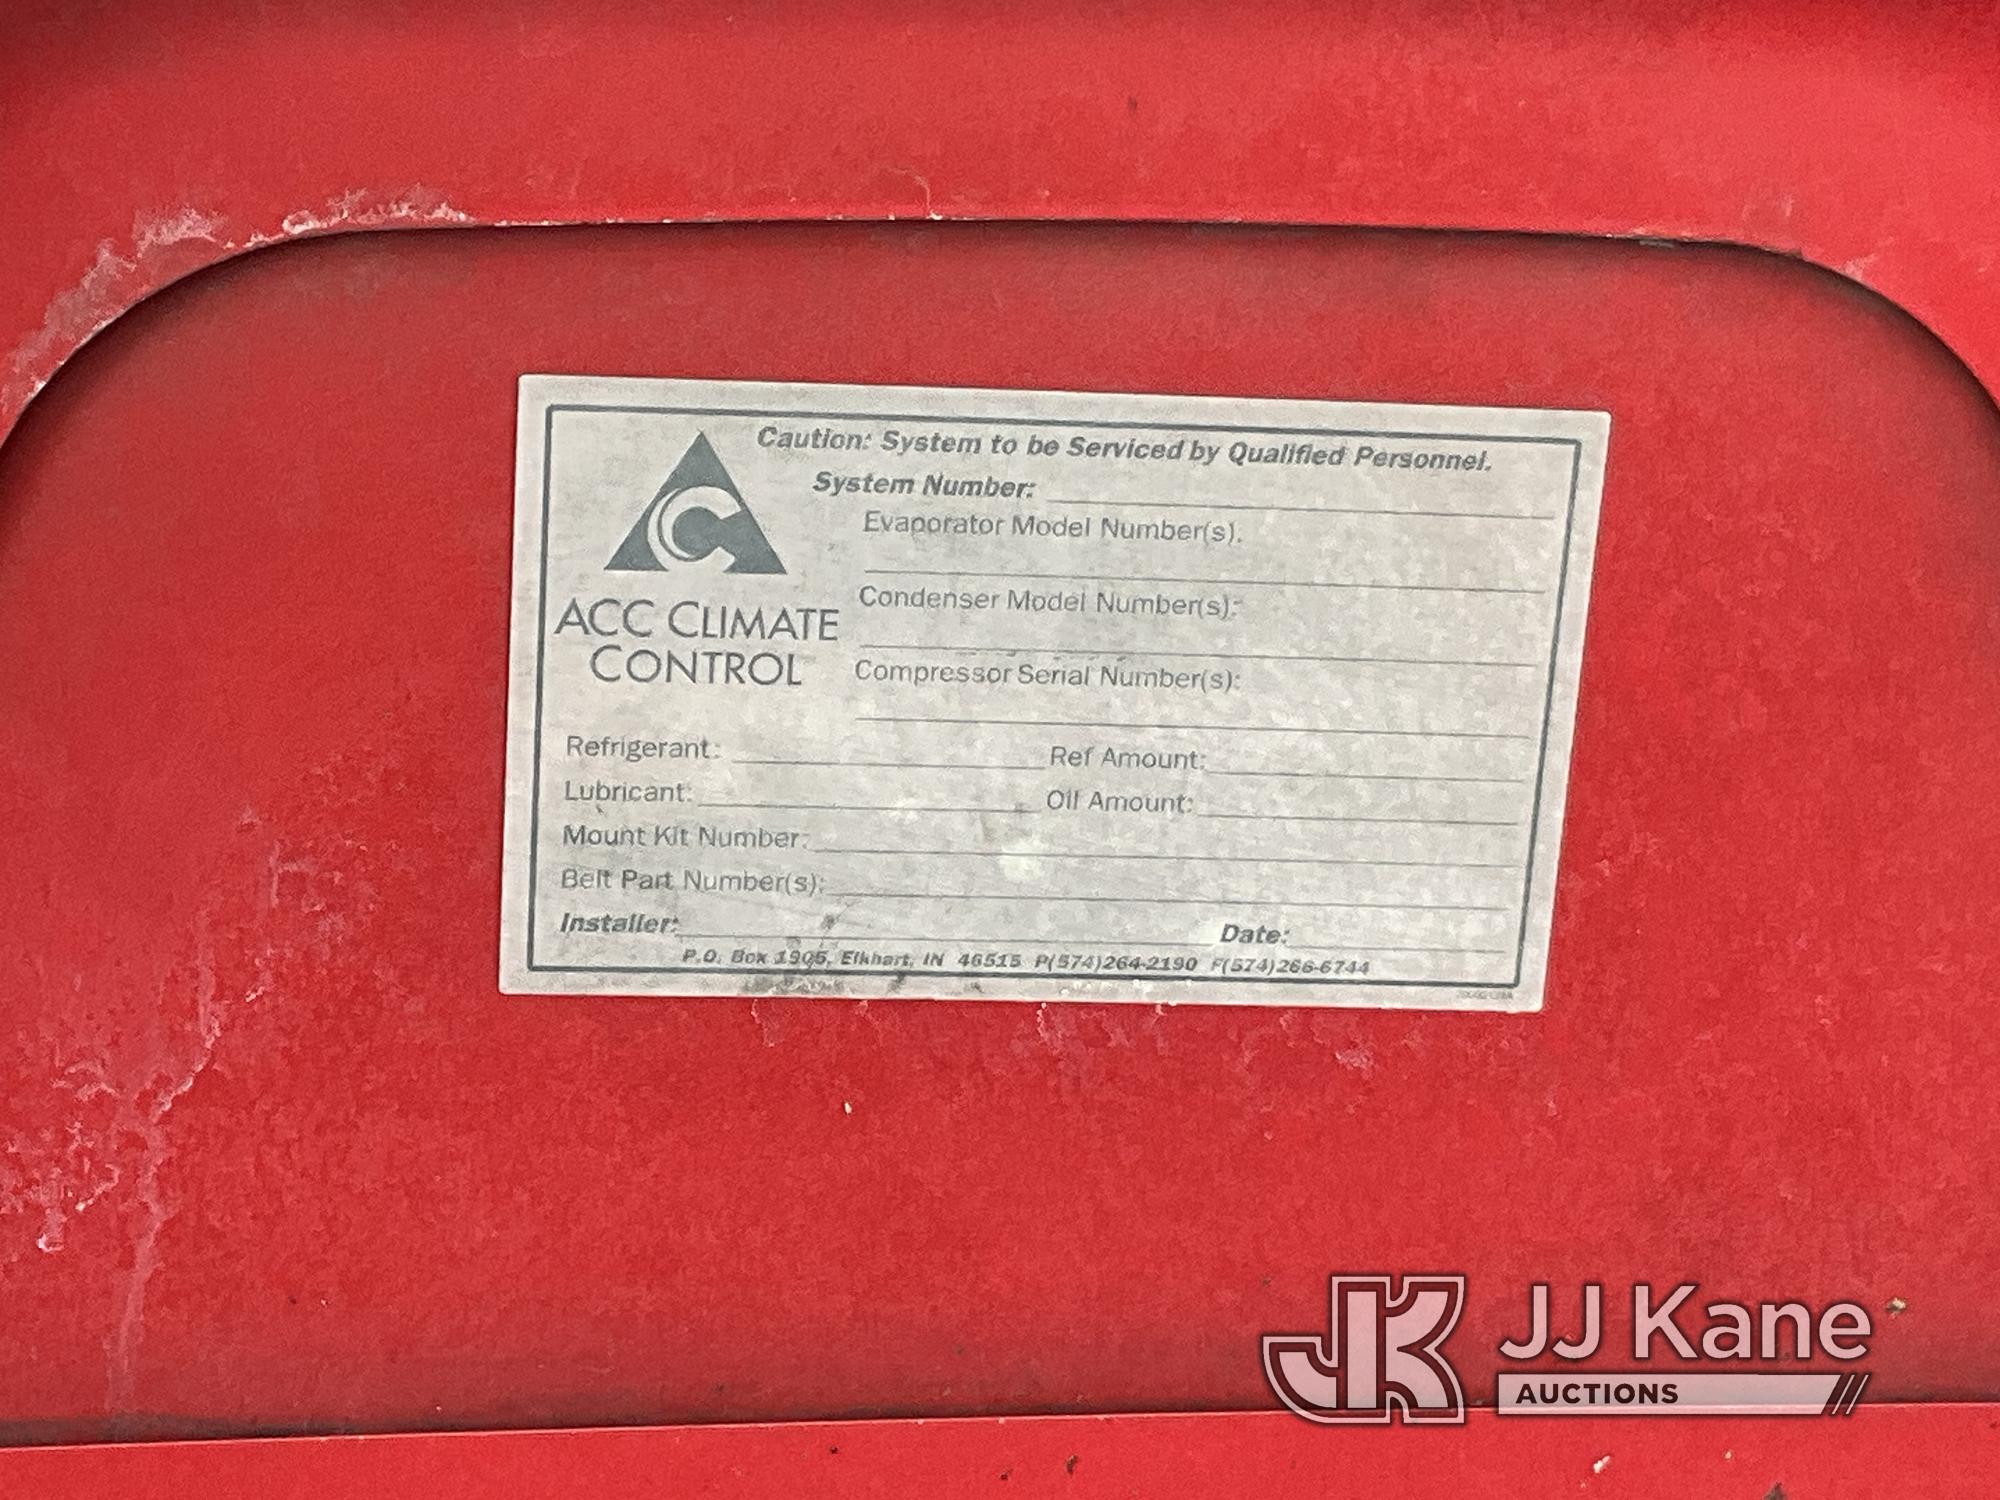 Caution: System to be Serviced by Qualified Personnel.
System Number:
Evaporator Model Number(s).
Condenser Model Number(s):
Compressor Serial Number(s):
ACC CLIMATE
CONTROL
Refrigerant: Ref Amount:
Lubricant: Oil Amount:
Mount Kit Number:
Belt Part Number(s):
Installer: Date:
P.O. Box 1905, Elkhart, IN 46515 P(574)264-2190 F(574)266-6744
JK JJ Kane
AUCTIONS